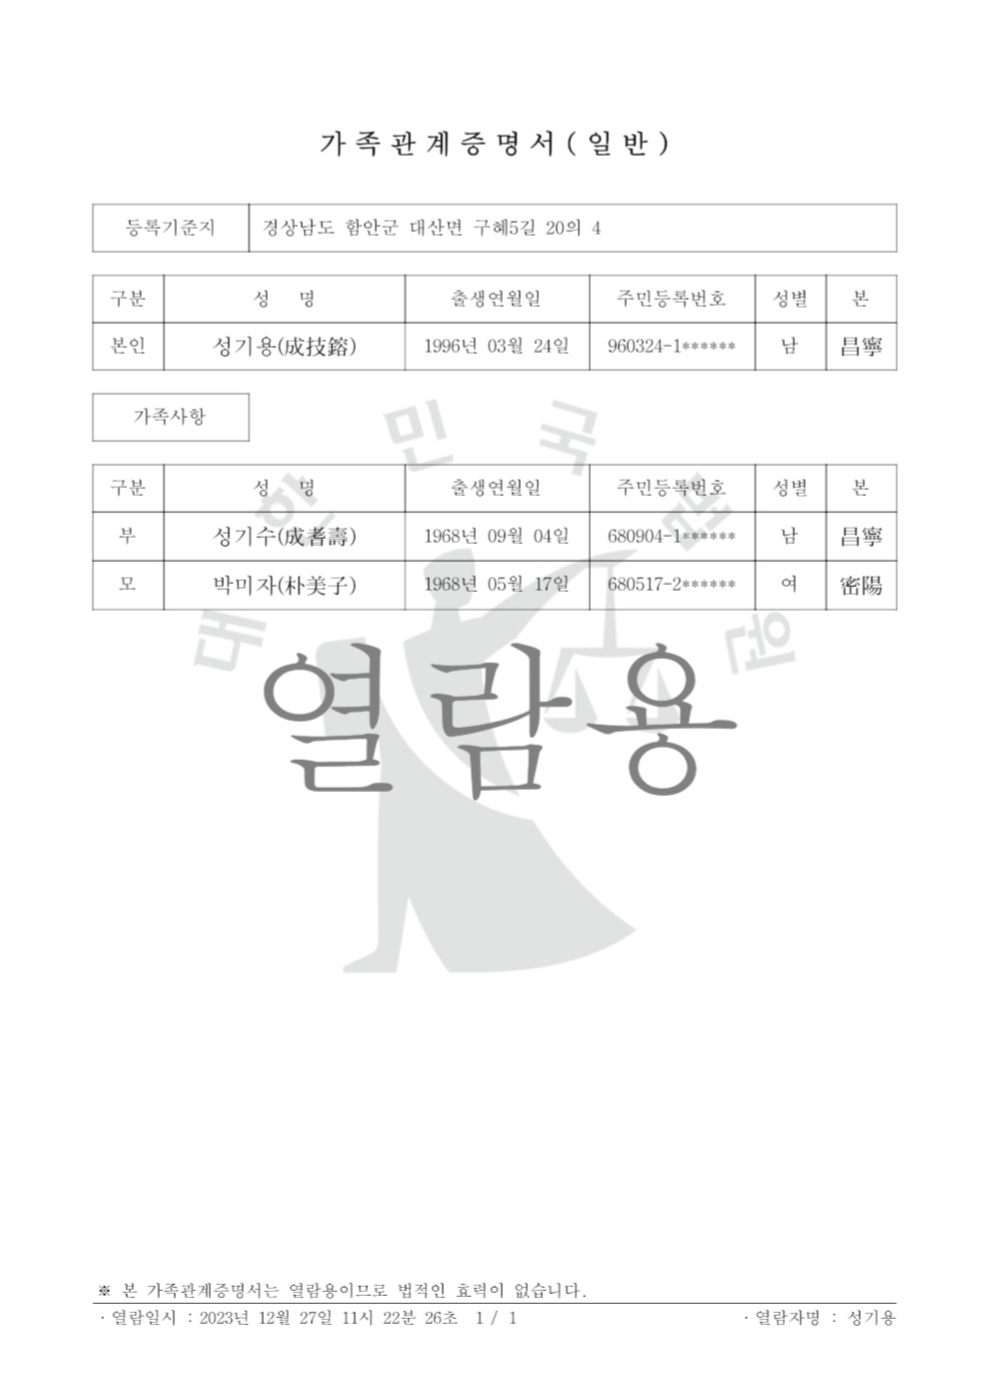 가족관계증명서(일반)
등록기준지 경상남도 함안군 대산면 구혜5길 20의 4
구분 성 명 출생연월일 주민등록번호 성별 본
본인 성기용(成技鎔) 1996년 03월 24일 960324-1****** 남 昌寧
가족사항
구분 성 명 출생연월일 주민등록번호 성별 본
부 성기수(成耆壽) 1968년 09월 04일 680904-1****** 남 昌寧
모 박미자(朴美子) 1968년 05월 17일 680517-2****** 여 密陽
대한민국법원
열람용
※ 본 가족관계증명서는 열람용이므로 법적인 효력이 없습니다.
· 열람일시 : 2023년 12월 27일 11시 22분 26초 1 / 1 · 열람자명 : 성기용